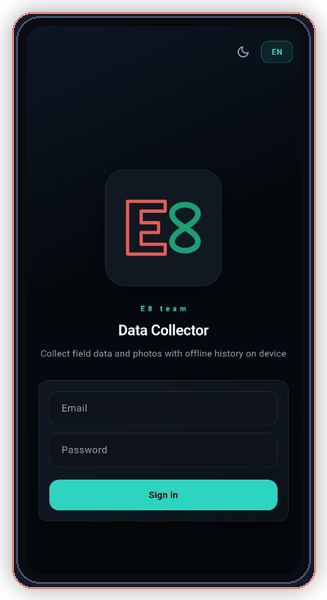 EN
E8
E8 team
Data Collector
Collect field data and photos with offline history on device
Email
Password
Sign in